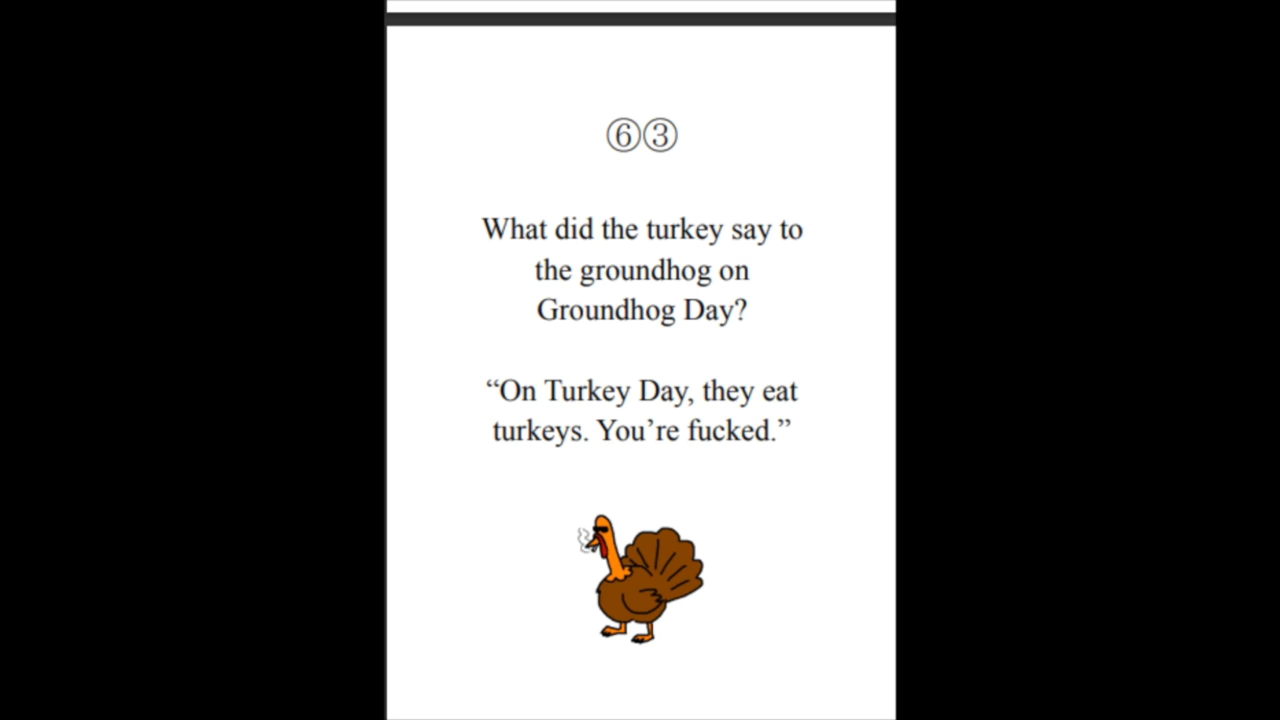 ⑥③
What did the turkey say to
the groundhog on
Groundhog Day?
“On Turkey Day, they eat
turkeys. You’re fucked.”